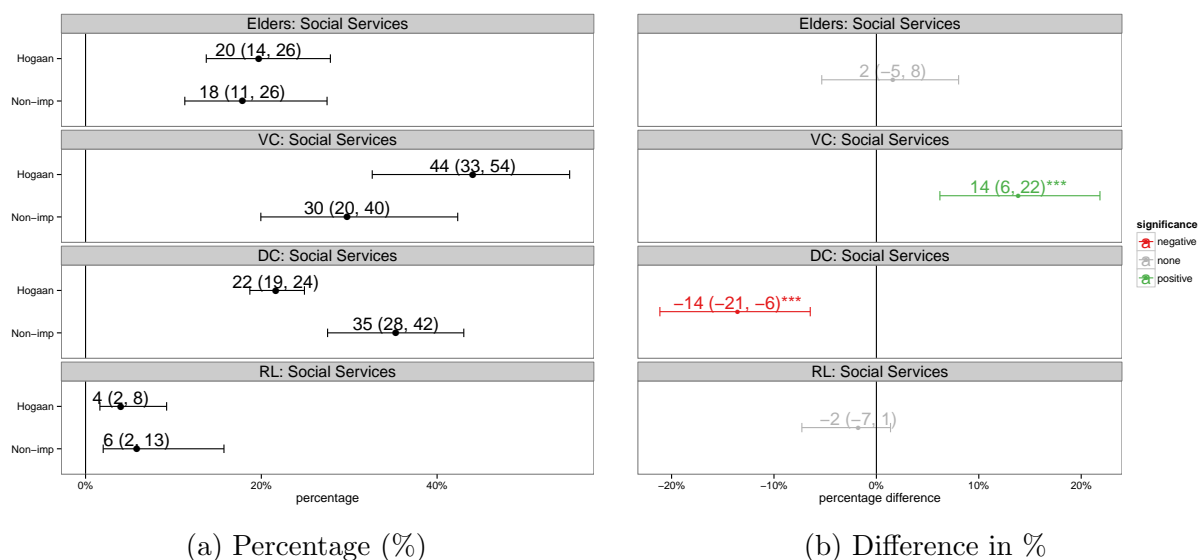 Elders: Social Services
Hogaan
20 (14, 26)
Non−imp
18 (11, 26)
VC: Social Services
Hogaan
44 (33, 54)
Non−imp
30 (20, 40)
DC: Social Services
Hogaan
22 (19, 24)
Non−imp
35 (28, 42)
RL: Social Services
Hogaan
4 (2, 8)
Non−imp
6 (2, 13)
0% 20% 40%
percentage
(a) Percentage (%)
Elders: Social Services
2 (−5, 8)
VC: Social Services
14 (6, 22)***
DC: Social Services
−14 (−21, −6)***
RL: Social Services
−2 (−7, 1)
−20% −10% 0% 10% 20%
percentage difference
significance
a negative
a none
a positive
(b) Difference in %